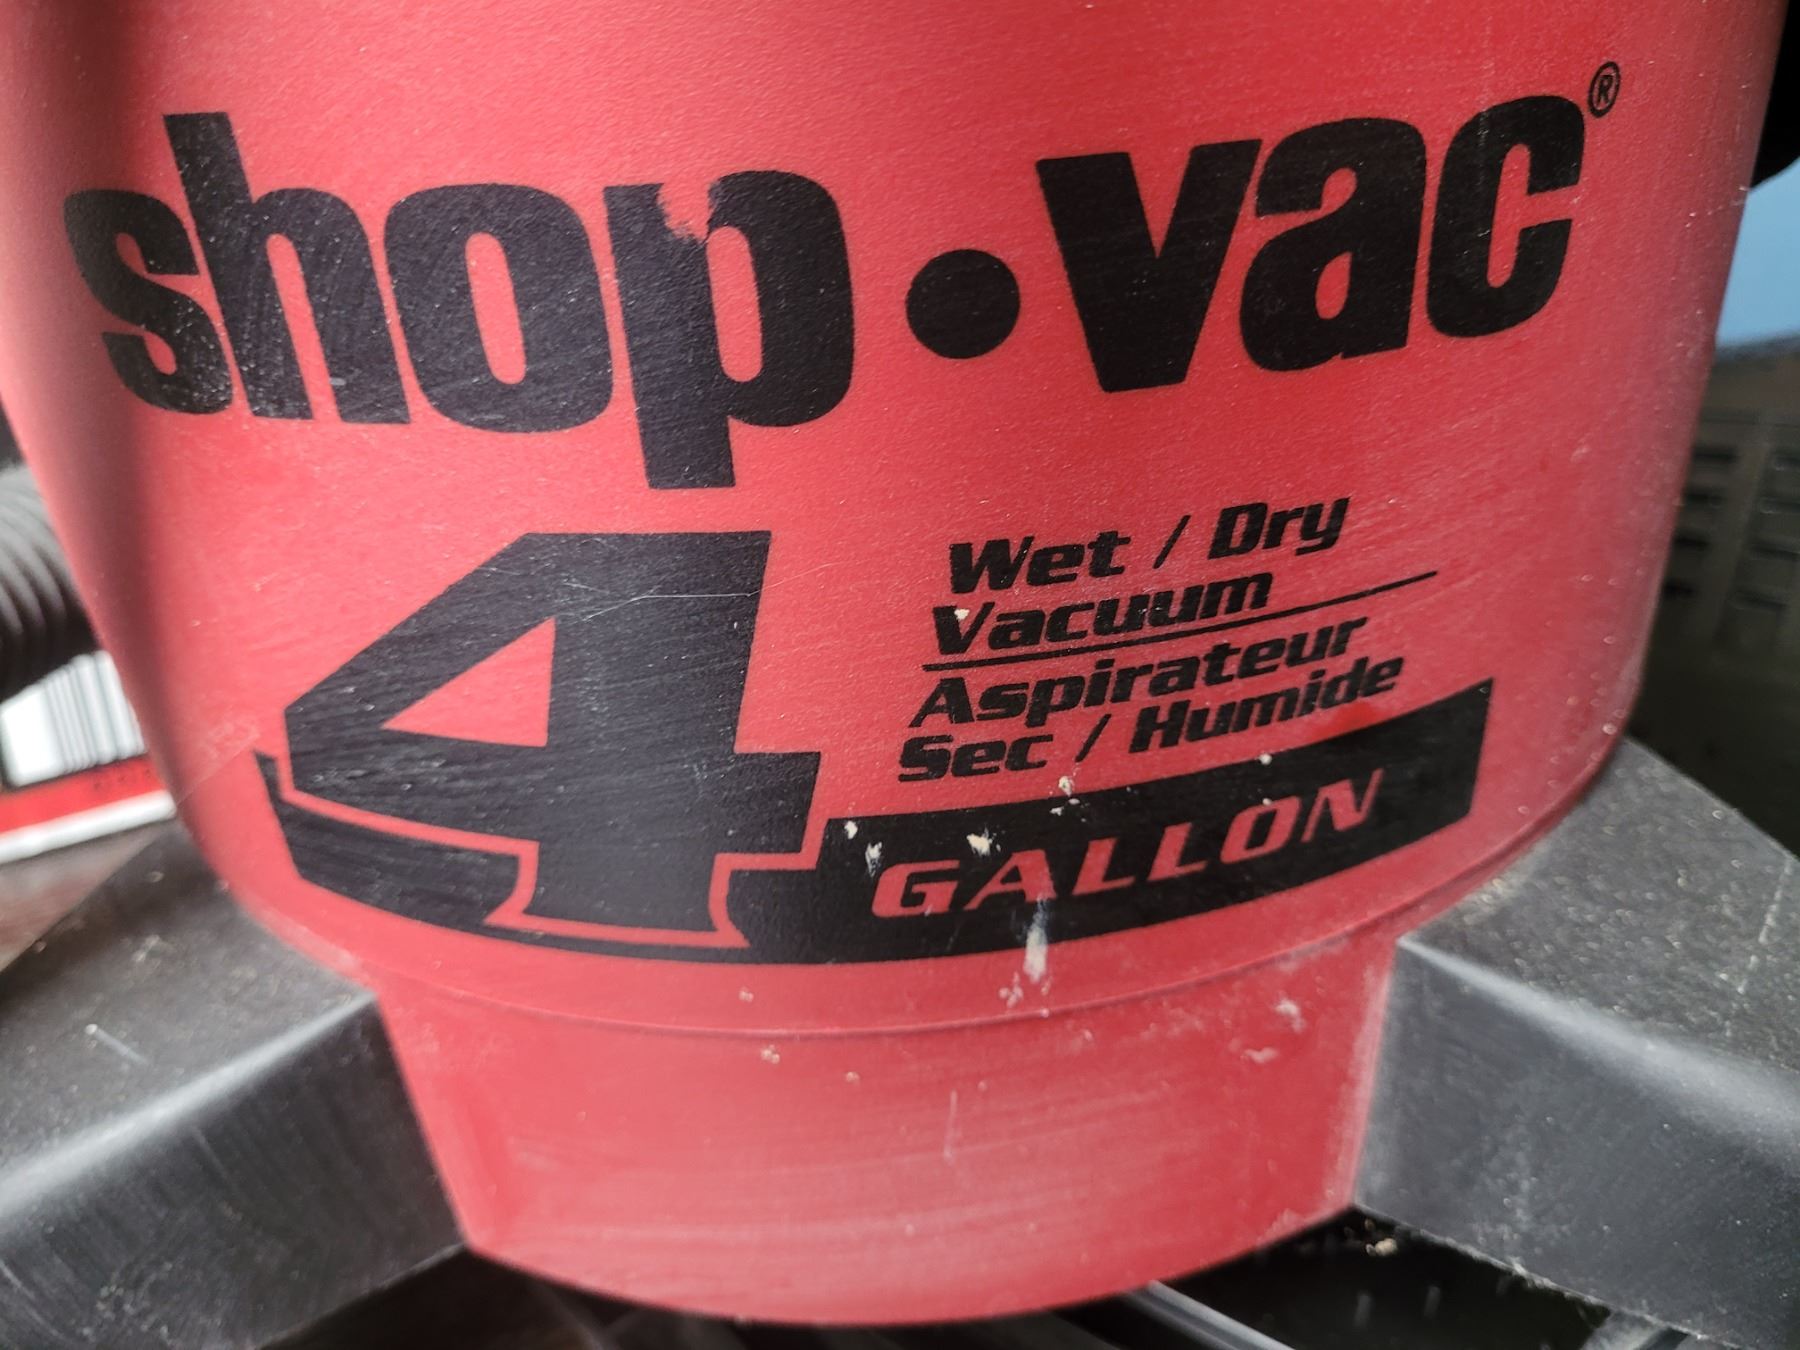 shop•vac®
4
Wet / Dry
Vacuum
Aspirateur
Sec / Humide
GALLON